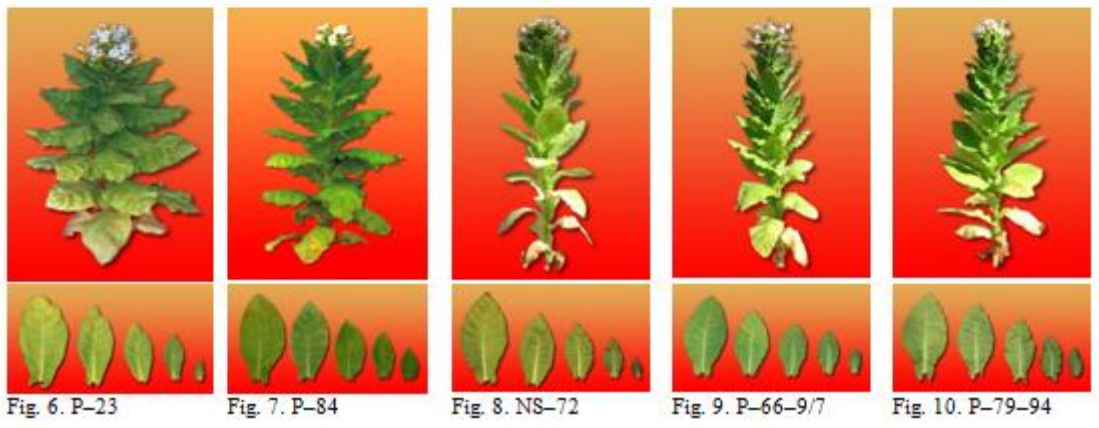 Fig. 6. P–23
Fig. 7. P–84
Fig. 8. NS–72
Fig. 9. P–66–9/7
Fig. 10. P–79–94